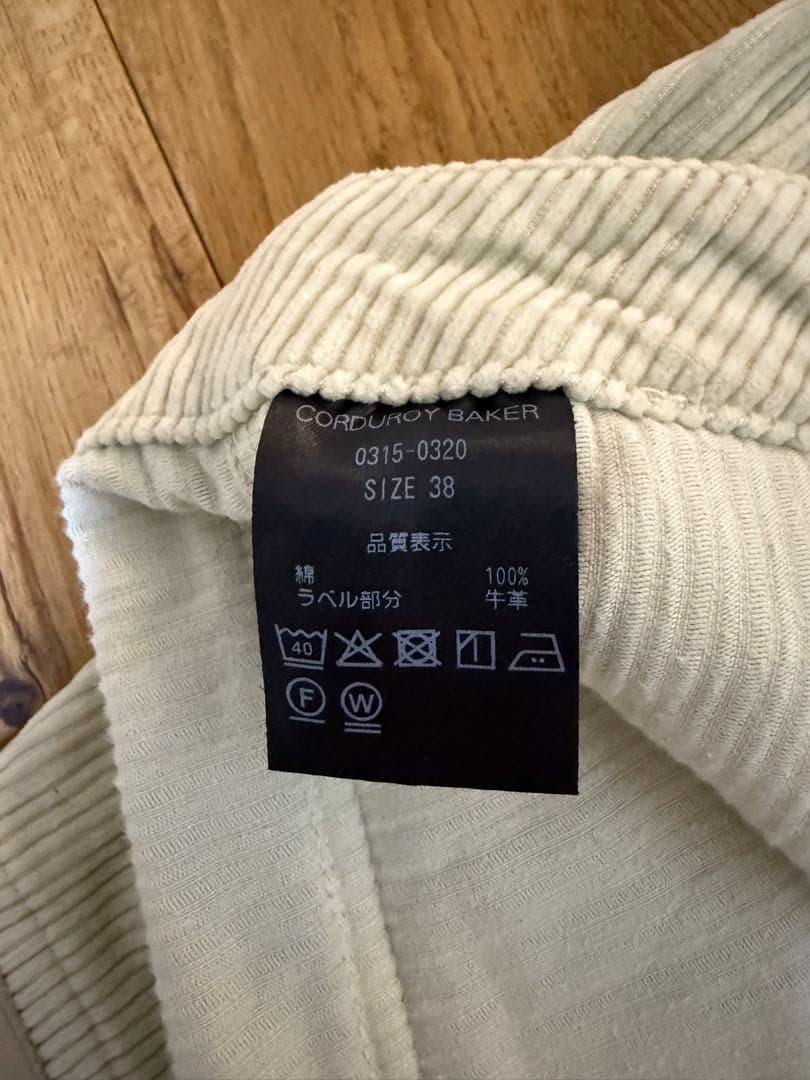 CORDUROY BAKER
0315-0320
SIZE 38
品質表示
綿 100%
ラベル部分 牛革
40
F W